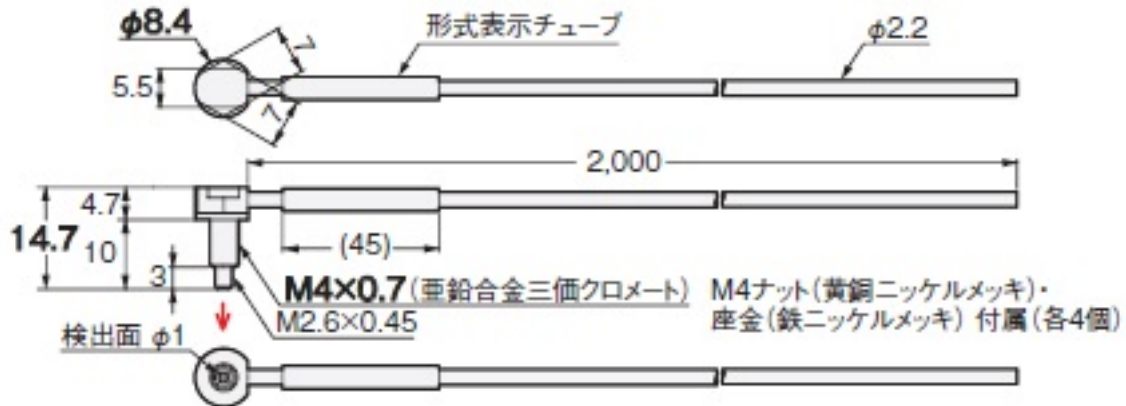 φ8.4
形式表示チューブ
φ2.2
7
5.5
7
2,000
4.7
14.7
10
(45)
3
M4×0.7(亜鉛合金三価クロメート)
M4ナット(黄銅ニッケルメッキ)・
座金(鉄ニッケルメッキ) 付属(各4個)
M2.6×0.45
検出面 φ1